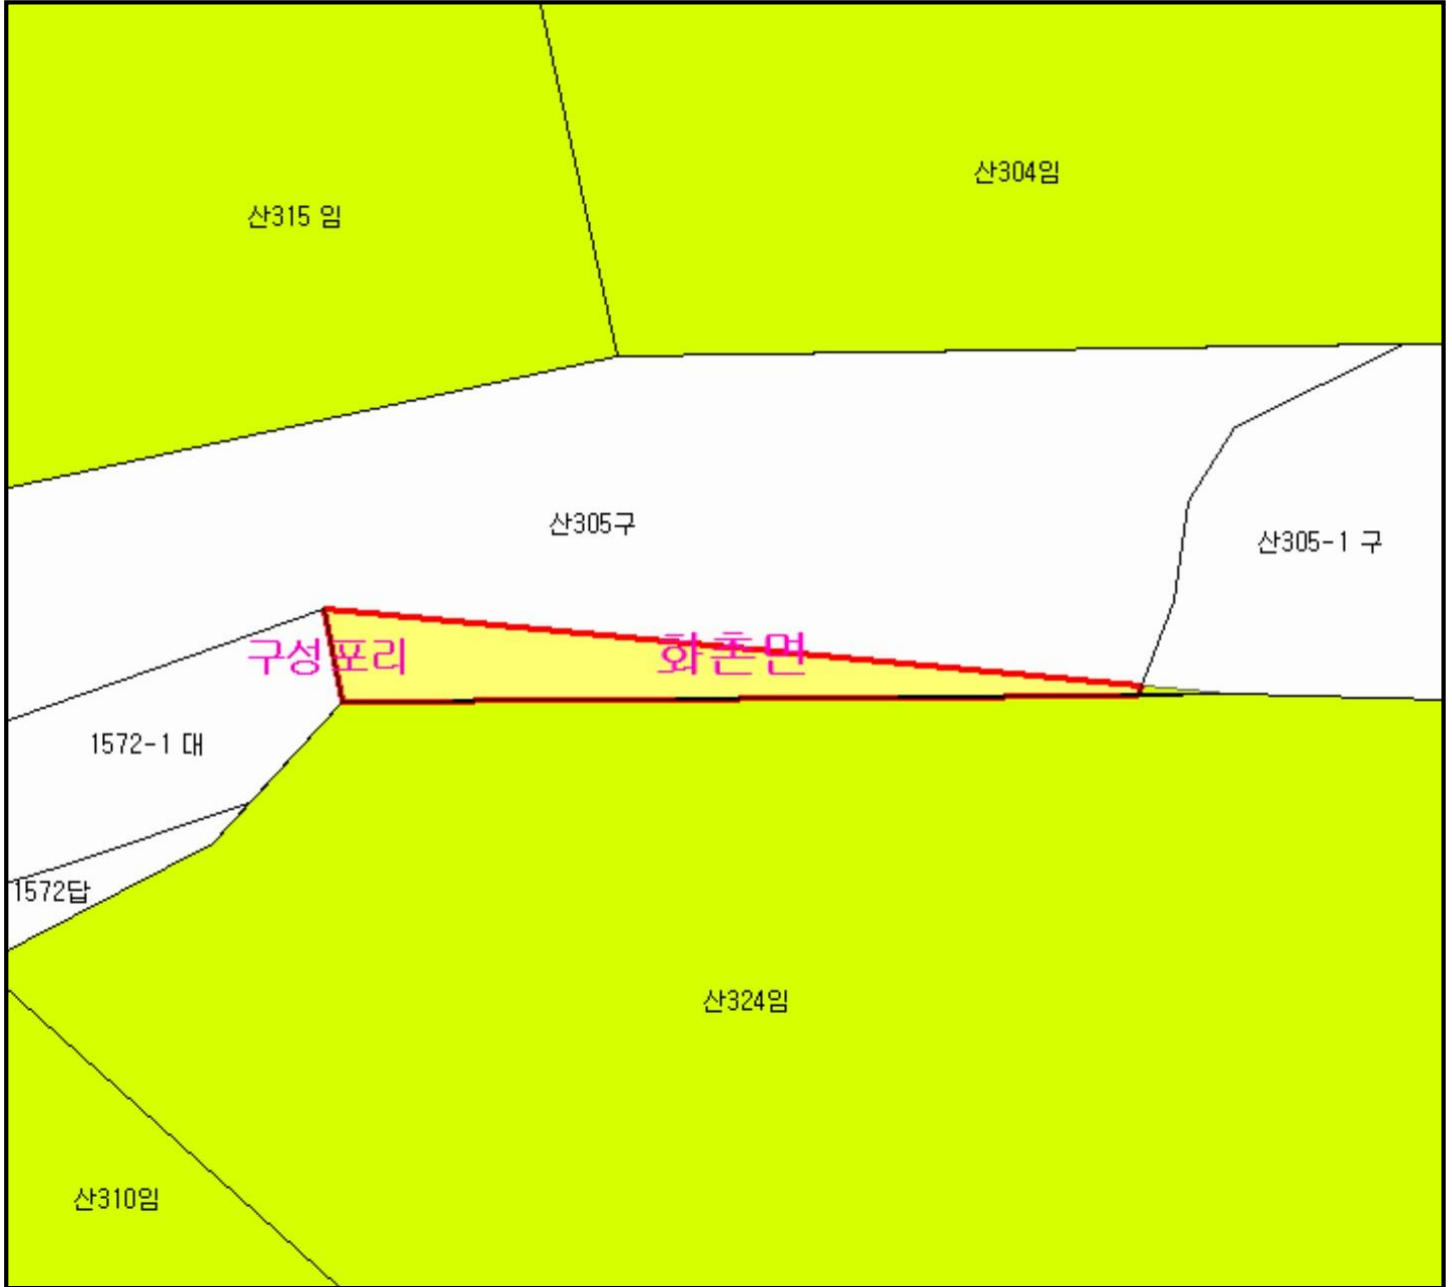 산304임
산315 임
산305구
산305-1 구
구성포리
화촌면
1572-1 대
1572답
산324임
산310임